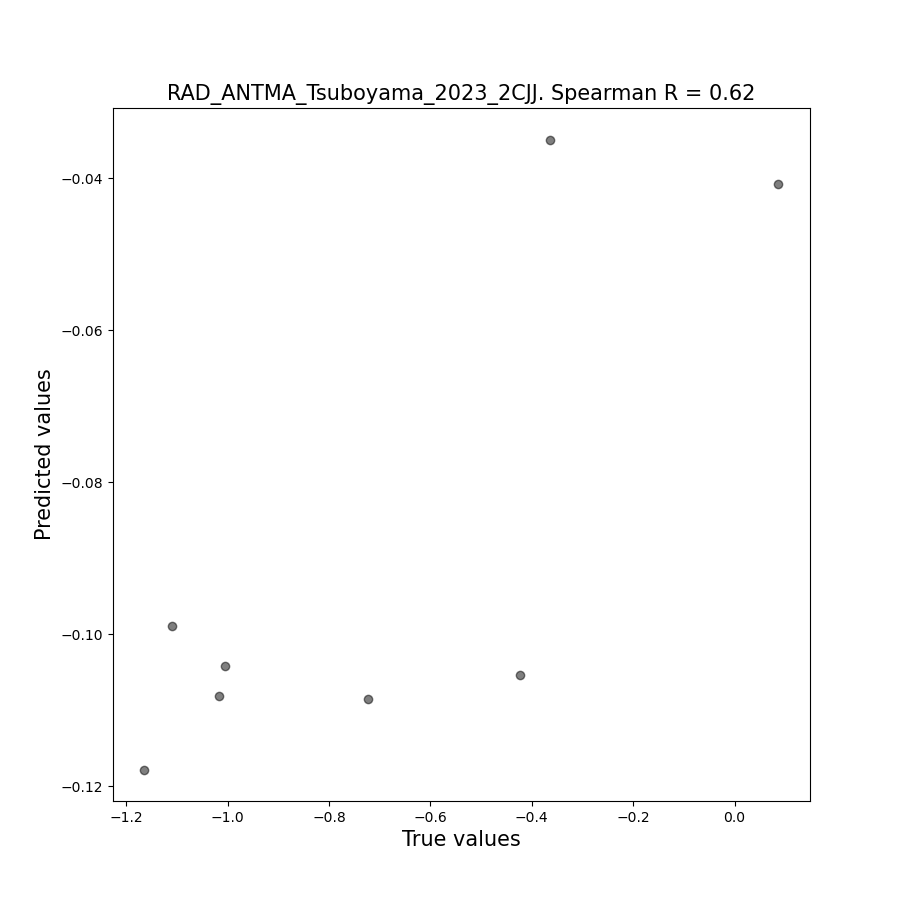 RAD_ANTMA_Tsuboyama_2023_2CJJ. Spearman R = 0.62
−0.04
−0.06
−0.08
−0.10
−0.12
Predicted values
−1.2 −1.0 −0.8 −0.6 −0.4 −0.2 0.0
True values